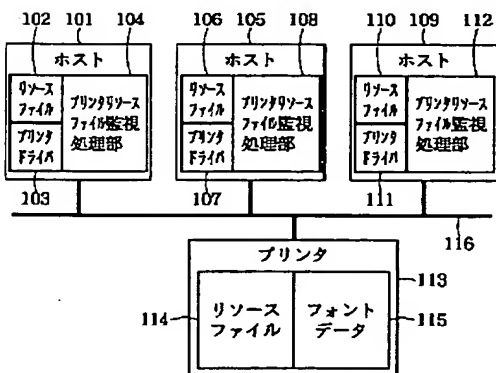 102 101 104
106 105 108
110 109 112
ホスト
リソース
ファイル
プリンタ
ドライバ
プリンタリソース
ファイル監視
処理部
ホスト
リソース
ファイル
プリンタ
ドライバ
プリンタリソース
ファイル監視
処理部
ホスト
リソース
ファイル
プリンタ
ドライバ
プリンタリソース
ファイル監視
処理部
103
107
111
116
プリンタ
113
114
リソース
ファイル
フォント
データ
115